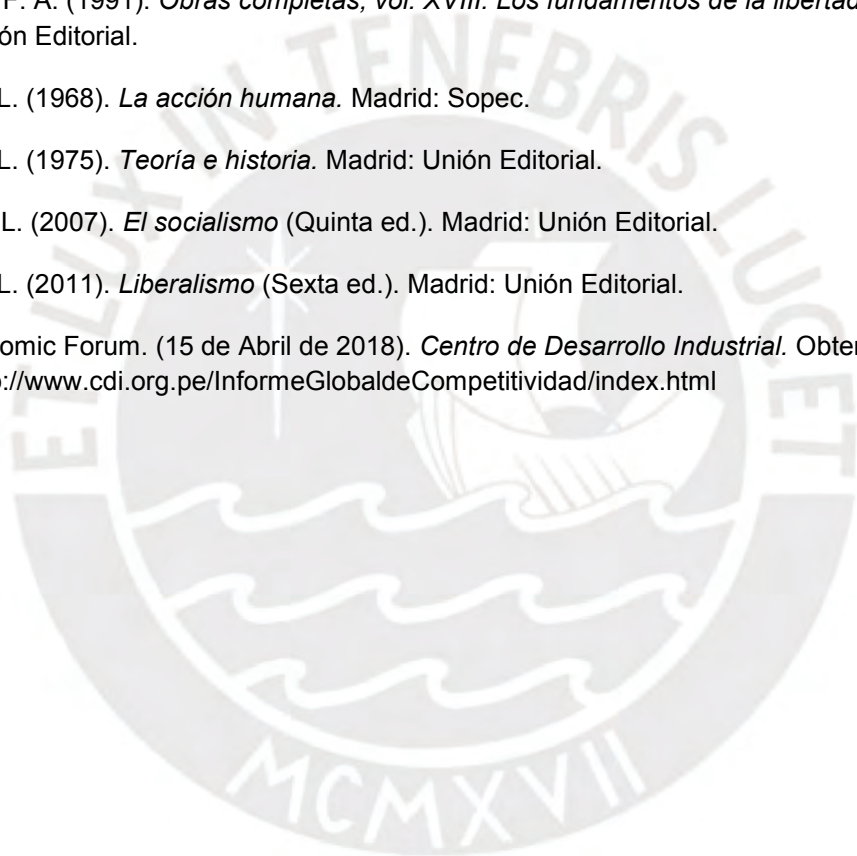 F. A. (1991). Obras completas, vol. XVIII. Los fundamentos de la libertad
ón Editorial.
L. (1968). La acción humana. Madrid: Sopec.
L. (1975). Teoría e historia. Madrid: Unión Editorial.
L. (2007). El socialismo (Quinta ed.). Madrid: Unión Editorial.
L. (2011). Liberalismo (Sexta ed.). Madrid: Unión Editorial.
omic Forum. (15 de Abril de 2018). Centro de Desarrollo Industrial. Obten
://www.cdi.org.pe/InformeGlobaldeCompetitividad/index.html
ET LUX IN TENEBRIS LUCET
MCMXVII